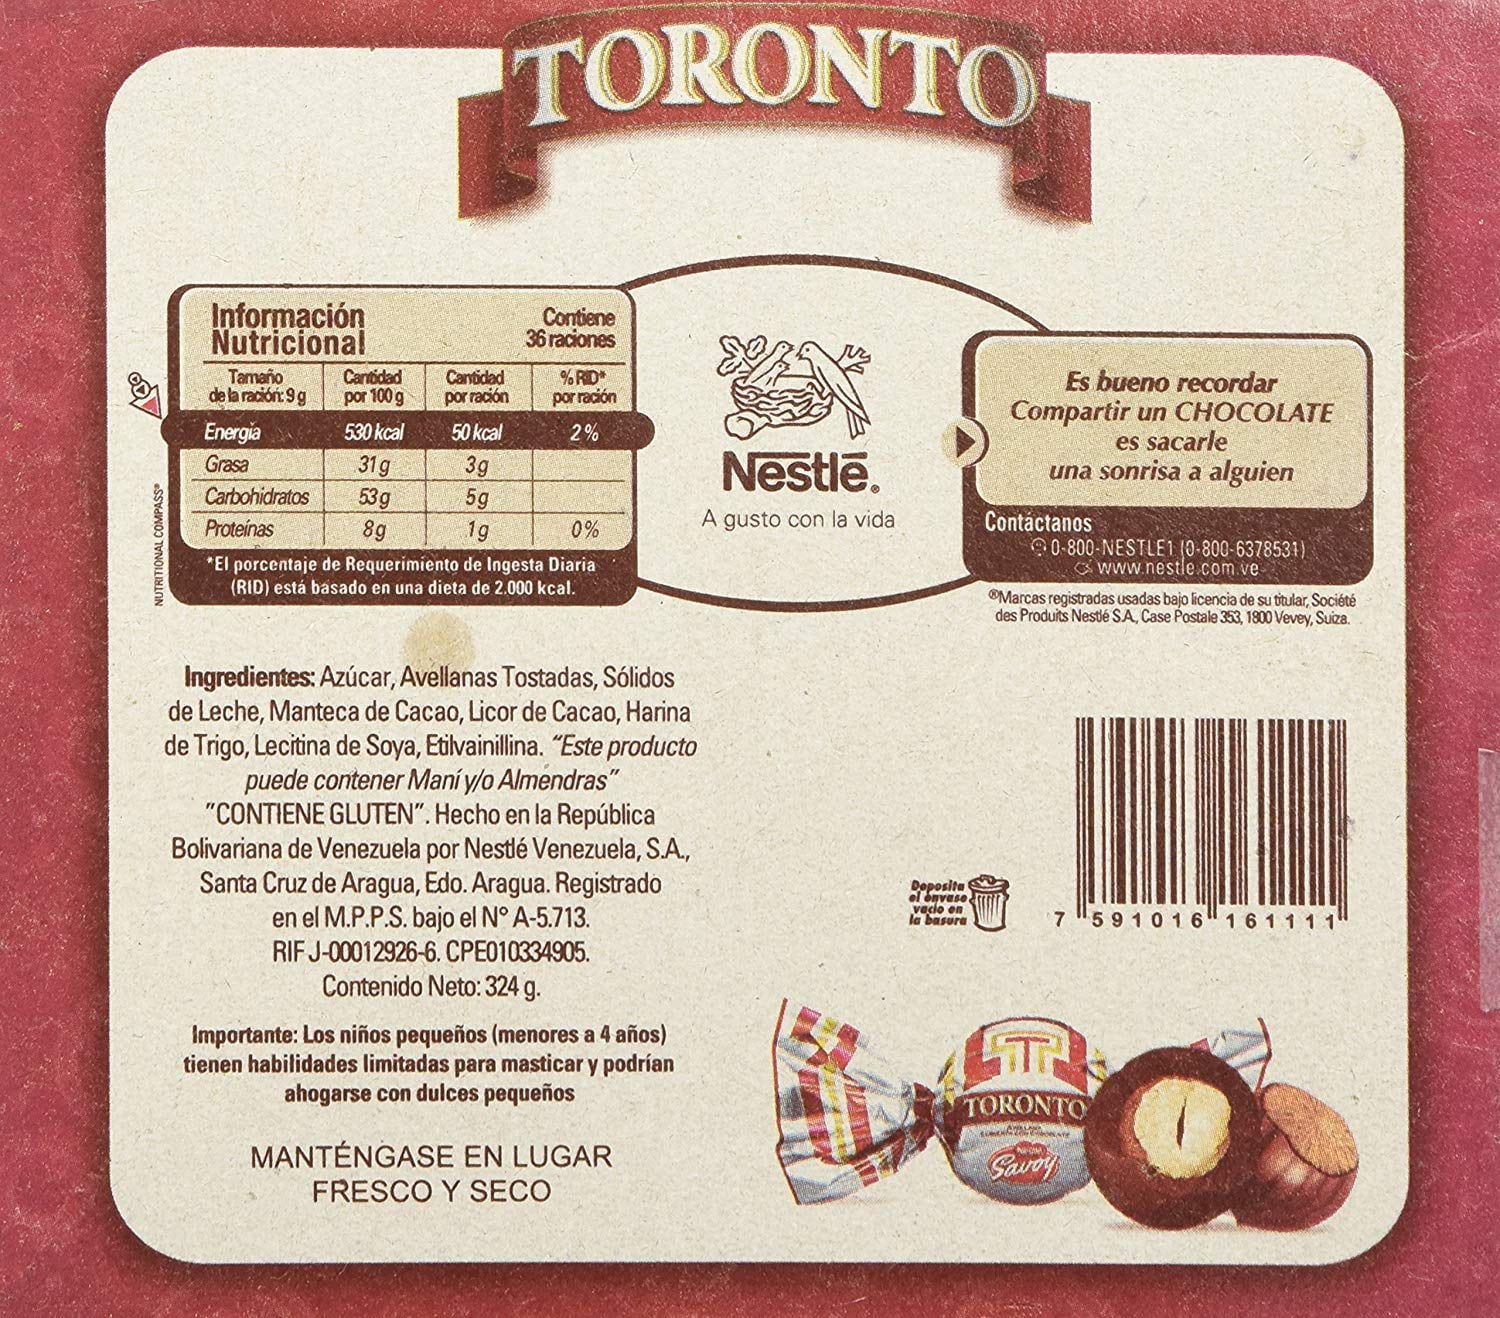 TORONTO
Información
Nutricional
Contiene
36 raciones
Tamaño
de la ración: 9 g
Cantidad
por 100 g
Cantidad
por ración
% RID*
por ración
Energía 530 kcal 50 kcal 2 %
Grasa 31 g 3 g
Carbohidratos 53 g 5 g
Proteínas 8 g 1 g 0 %
*El porcentaje de Requerimiento de Ingesta Diaria
(RID) está basado en una dieta de 2.000 kcal.
NUTRITIONAL COMPASS®
Nestlé®
A gusto con la vida
Es bueno recordar
Compartir un CHOCOLATE
es sacarle
una sonrisa a alguien
Contáctanos
0-800-NESTLE1 (0-800-6378531)
www.nestle.com.ve
®Marcas registradas usadas bajo licencia de su titular, Société
des Produits Nestlé S.A., Case Postale 353, 1800 Vevey, Suiza.
Ingredientes: Azúcar, Avellanas Tostadas, Sólidos
de Leche, Manteca de Cacao, Licor de Cacao, Harina
de Trigo, Lecitina de Soya, Etilvainillina. “Este producto
puede contener Maní y/o Almendras”
"CONTIENE GLUTEN". Hecho en la República
Bolivariana de Venezuela por Nestlé Venezuela, S.A.,
Santa Cruz de Aragua, Edo. Aragua. Registrado
en el M.P.P.S. bajo el N° A-5.713.
RIF J-00012926-6. CPE010334905.
Contenido Neto: 324 g.
Importante: Los niños pequeños (menores a 4 años)
tienen habilidades limitadas para masticar y podrían
ahogarse con dulces pequeños
MANTÉNGASE EN LUGAR
FRESCO Y SECO
Deposita
el envase
vacío en
la basura
7 591016 161111
TORONTO
Savoy